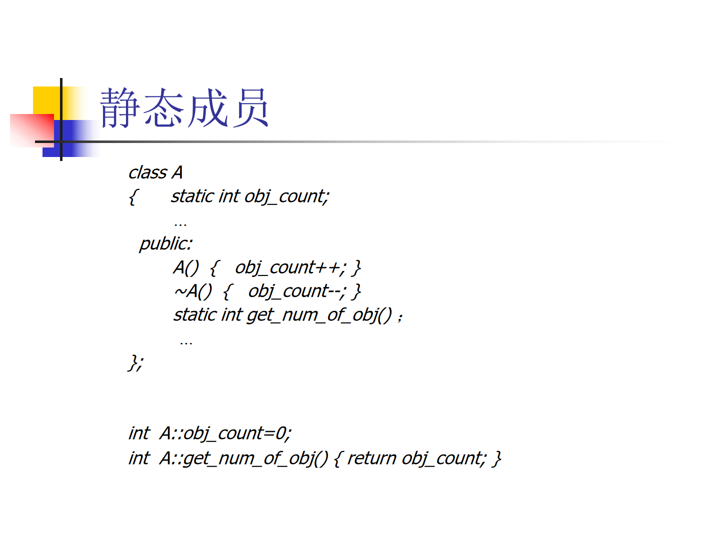 静态成员
class A
{ static int obj_count;
...
public:
A() { obj_count++; }
~A() { obj_count--; }
static int get_num_of_obj() ；
...
};
int A::obj_count=0;
int A::get_num_of_obj() { return obj_count; }